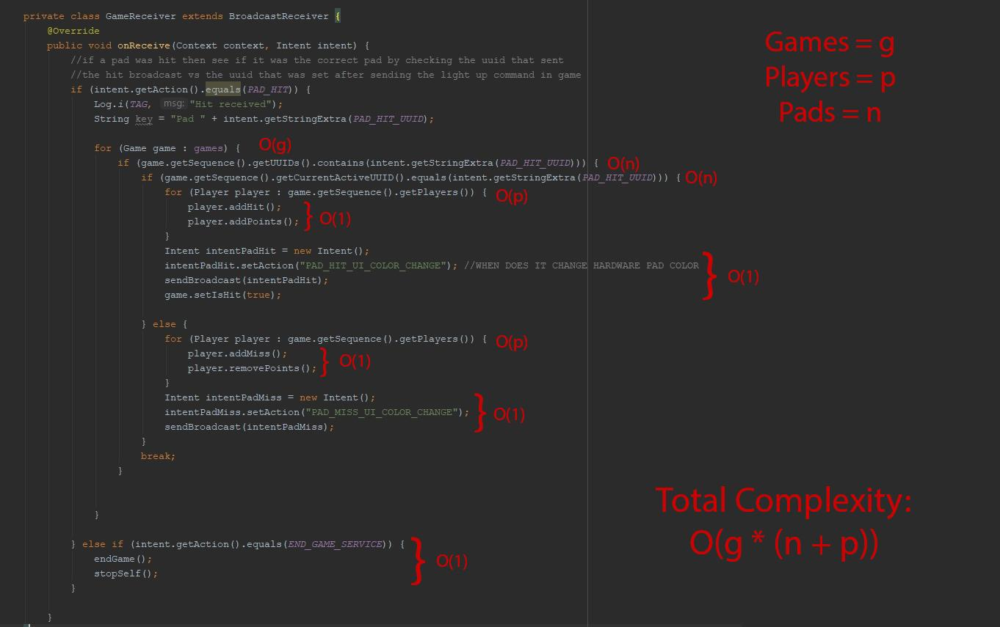 private class GameReceiver extends BroadcastReceiver {
@Override
public void onReceive(Context context, Intent intent) {
//if a pad was hit then see if it was the correct pad by checking the uuid that sent
//the hit broadcast vs the uuid that was set after sending the light up command in game
if (intent.getAction().equals(PAD_HIT)) {
Log.i(TAG, msg: "Hit received");
String key = "Pad " + intent.getStringExtra(PAD_HIT_UUID);
for (Game game : games) { O(g)
if (game.getSequence().getUUIDs().contains(intent.getStringExtra(PAD_HIT_UUID))) { O(n)
if (game.getSequence().getCurrentActiveUUID().equals(intent.getStringExtra(PAD_HIT_UUID))) { O(n)
for (Player player : game.getSequence().getPlayers()) { O(p)
player.addHit();
player.addPoints(); } O(1)
}
Intent intentPadHit = new Intent();
intentPadHit.setAction("PAD_HIT_UI_COLOR_CHANGE"); //WHEN DOES IT CHANGE HARDWARE PAD COLOR } O(1)
sendBroadcast(intentPadHit);
game.setIsHit(true);
} else {
for (Player player : game.getSequence().getPlayers()) { O(p)
player.addMiss();
player.removePoints(); } O(1)
}
Intent intentPadMiss = new Intent();
intentPadMiss.setAction("PAD_MISS_UI_COLOR_CHANGE"); } O(1)
sendBroadcast(intentPadMiss);
}
break;
}
}
} else if (intent.getAction().equals(END_GAME_SERVICE)) {
endGame(); } O(1)
stopSelf();
}
}
Games = g
Players = p
Pads = n
Total Complexity:
O(g * (n + p))